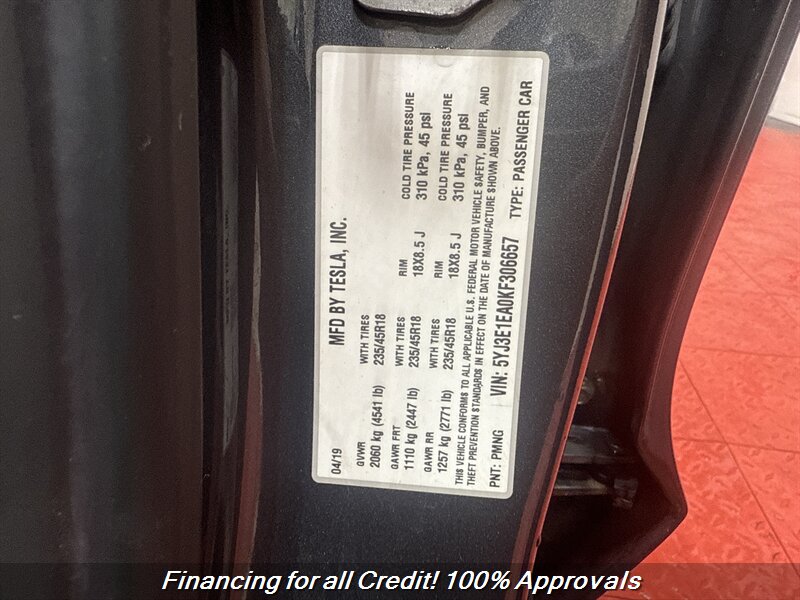 04/19 MFD BY TESLA, INC.
GVWR WITH TIRES
2060 kg (4541 lb) 235/45R18
GAWR FRT WITH TIRES RIM COLD TIRE PRESSURE
1110 kg (2447 lb) 235/45R18 18X8.5 J 310 kPa, 45 psi
GAWR RR WITH TIRES RIM COLD TIRE PRESSURE
1257 kg (2771 lb) 235/45R18 18X8.5 J 310 kPa, 45 psi
THIS VEHICLE CONFORMS TO ALL APPLICABLE U.S. FEDERAL MOTOR VEHICLE SAFETY, BUMPER, AND
THEFT PREVENTION STANDARDS IN EFFECT ON THE DATE OF MANUFACTURE SHOWN ABOVE.
PNT: PMNG VIN: 5YJ3E1EA0KF306657 TYPE: PASSENGER CAR
Financing for all Credit! 100% Approvals